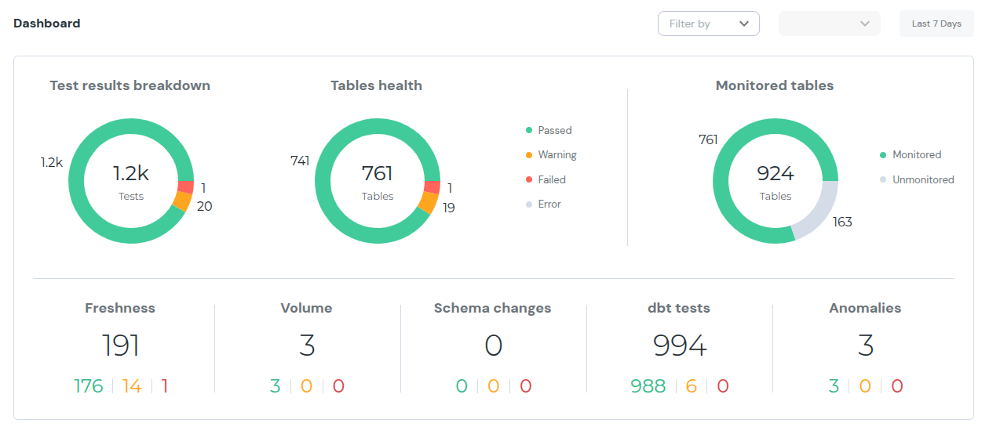 Dashboard
Filter by
Last 7 Days
Test results breakdown
1.2k
1.2k
Tests
1
20
Tables health
741
761
Tables
1
19
Passed
Warning
Failed
Error
Monitored tables
761
924
Tables
163
Monitored
Unmonitored
Freshness
191
176 14 1
Volume
3
3 0 0
Schema changes
0
0 0 0
dbt tests
994
988 6 0
Anomalies
3
3 0 0